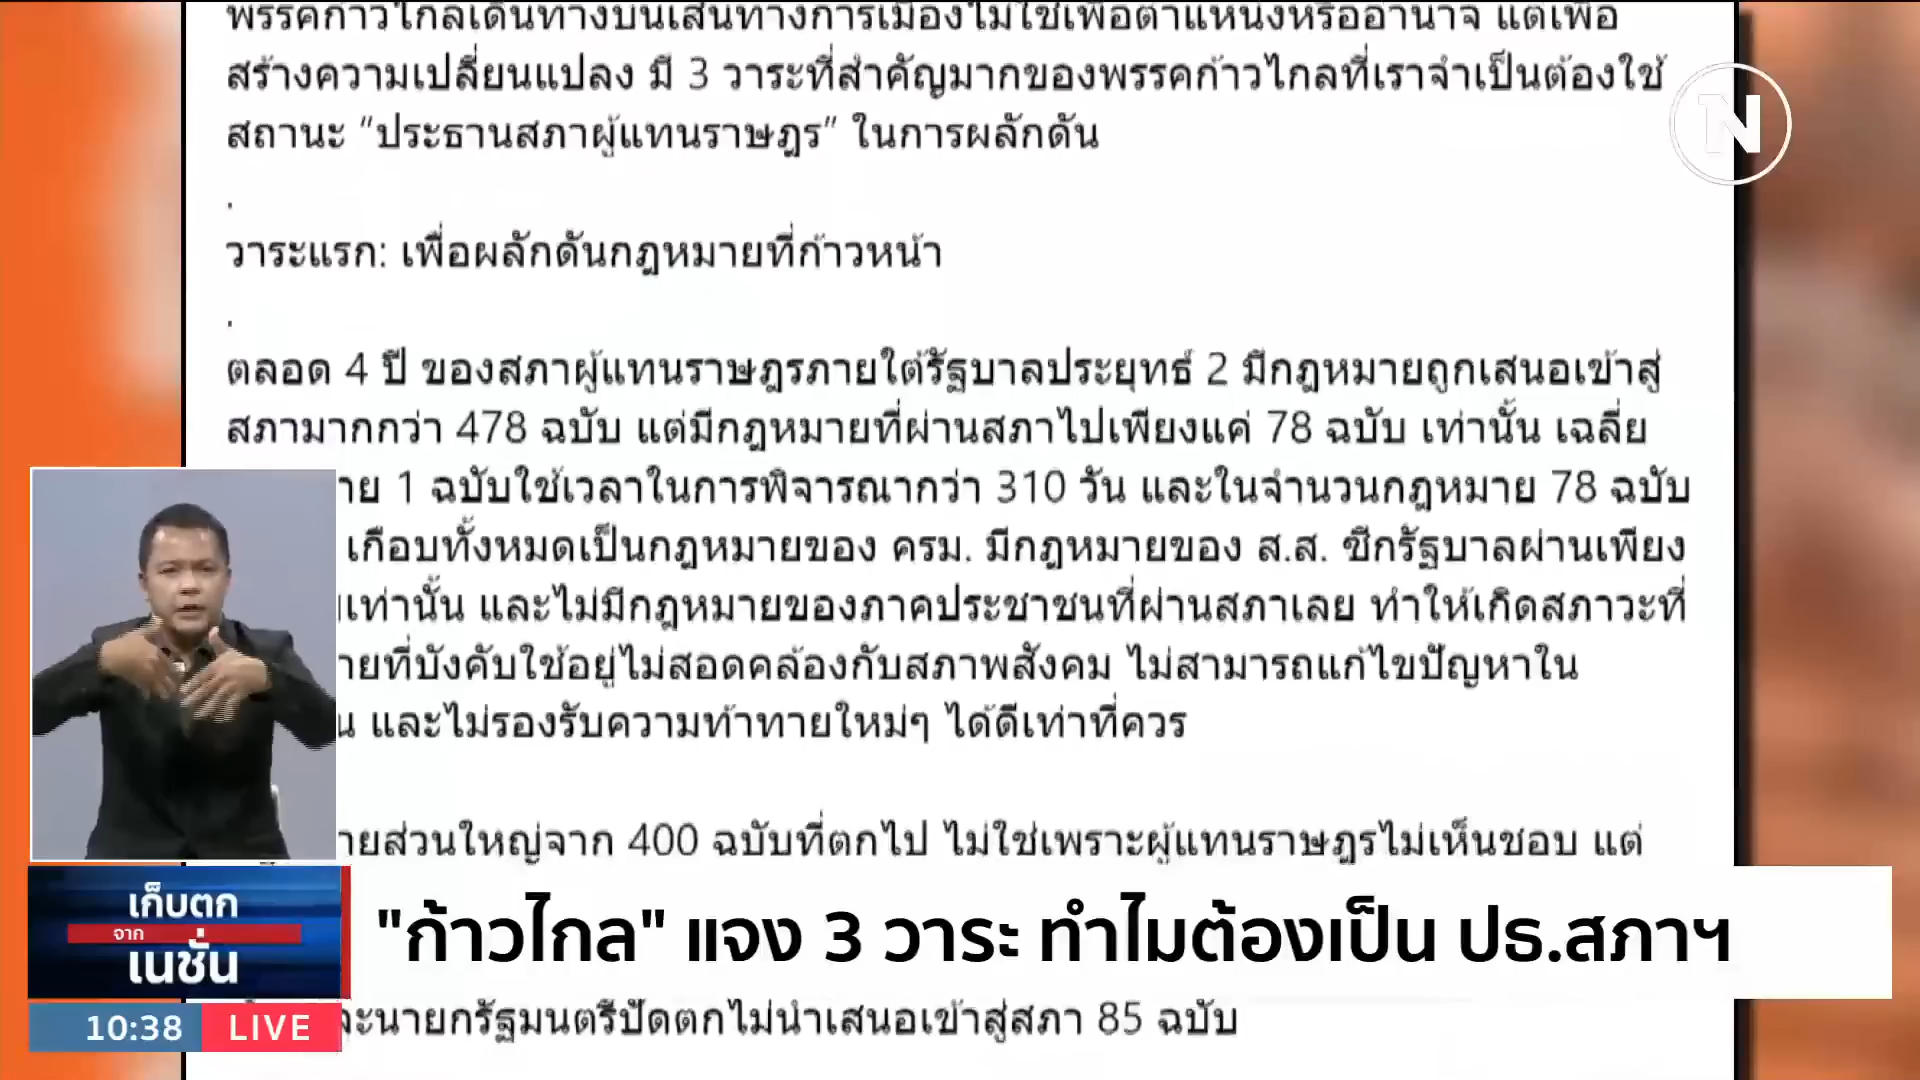 พรรคก้าวไกลเดินทางบนเส้นทางการเมืองไม่ใช่เพื่อตำแหน่งหรืออำนาจ แต่เพื่อ
สร้างความเปลี่ยนแปลง มี 3 วาระที่สำคัญมากของพรรคก้าวไกลที่เราจำเป็นต้องใช้
สถานะ “ประธานสภาผู้แทนราษฎร” ในการผลักดัน
.
วาระแรก: เพื่อผลักดันกฎหมายที่ก้าวหน้า
.
ตลอด 4 ปี ของสภาผู้แทนราษฎรภายใต้รัฐบาลประยุทธ์ 2 มีกฎหมายถูกเสนอเข้าสู่
สภามากกว่า 478 ฉบับ แต่มีกฎหมายที่ผ่านสภาไปเพียงแค่ 78 ฉบับ เท่านั้น เฉลี่ย
าย 1 ฉบับใช้เวลาในการพิจารณากว่า 310 วัน และในจำนวนกฎหมาย 78 ฉบับ
เกือบทั้งหมดเป็นกฎหมายของ ครม. มีกฎหมายของ ส.ส. ซีกรัฐบาลผ่านเพียง
เท่านั้น และไม่มีกฎหมายของภาคประชาชนที่ผ่านสภาเลย ทำให้เกิดสภาวะที่
ายที่บังคับใช้อยู่ไม่สอดคล้องกับสภาพสังคม ไม่สามารถแก้ไขปัญหาใน
น และไม่รองรับความท้าทายใหม่ๆ ได้ดีเท่าที่ควร
ายส่วนใหญ่จาก 400 ฉบับที่ตกไป ไม่ใช่เพราะผู้แทนราษฎรไม่เห็นชอบ แต่
ะนายกรัฐมนตรีปัดตกไม่นำเสนอเข้าสู่สภา 85 ฉบับ
N
เก็บตก
จาก
เนชั่น
"ก้าวไกล" แจง 3 วาระ ทำไมต้องเป็น ปธ.สภาฯ
10:38 LIVE